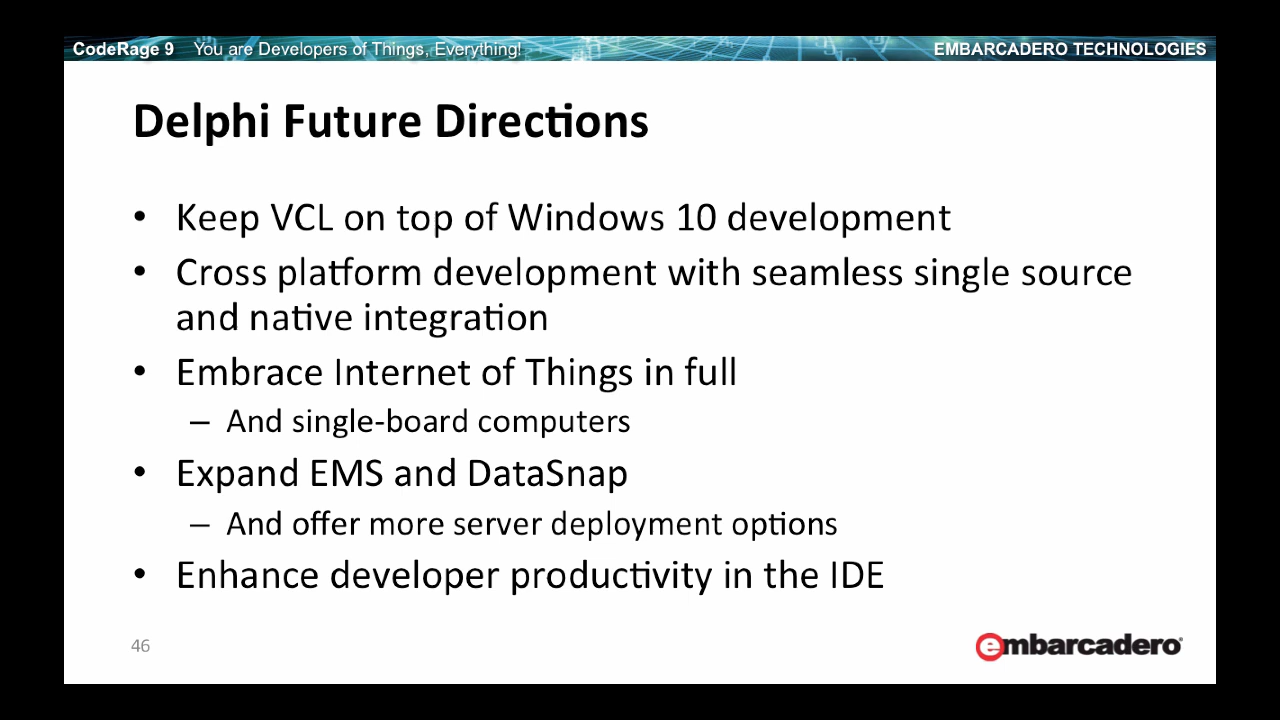 CodeRage 9 You are Developers of Things, Everything! EMBARCADERO TECHNOLOGIES
Delphi Future Directions
• Keep VCL on top of Windows 10 development
• Cross platform development with seamless single source
and native integration
• Embrace Internet of Things in full
– And single-board computers
• Expand EMS and DataSnap
– And offer more server deployment options
• Enhance developer productivity in the IDE
46
embarcadero